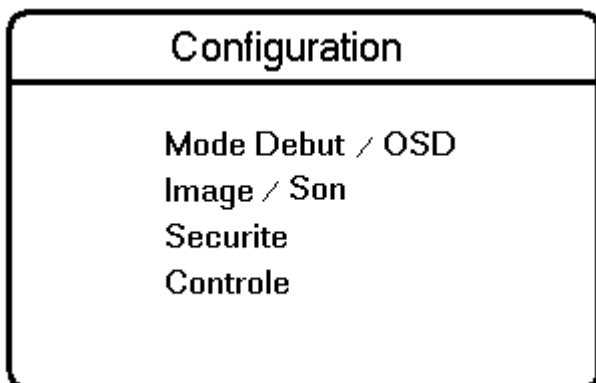 Configuration
Mode Debut / OSD
Image / Son
Securite
Controle